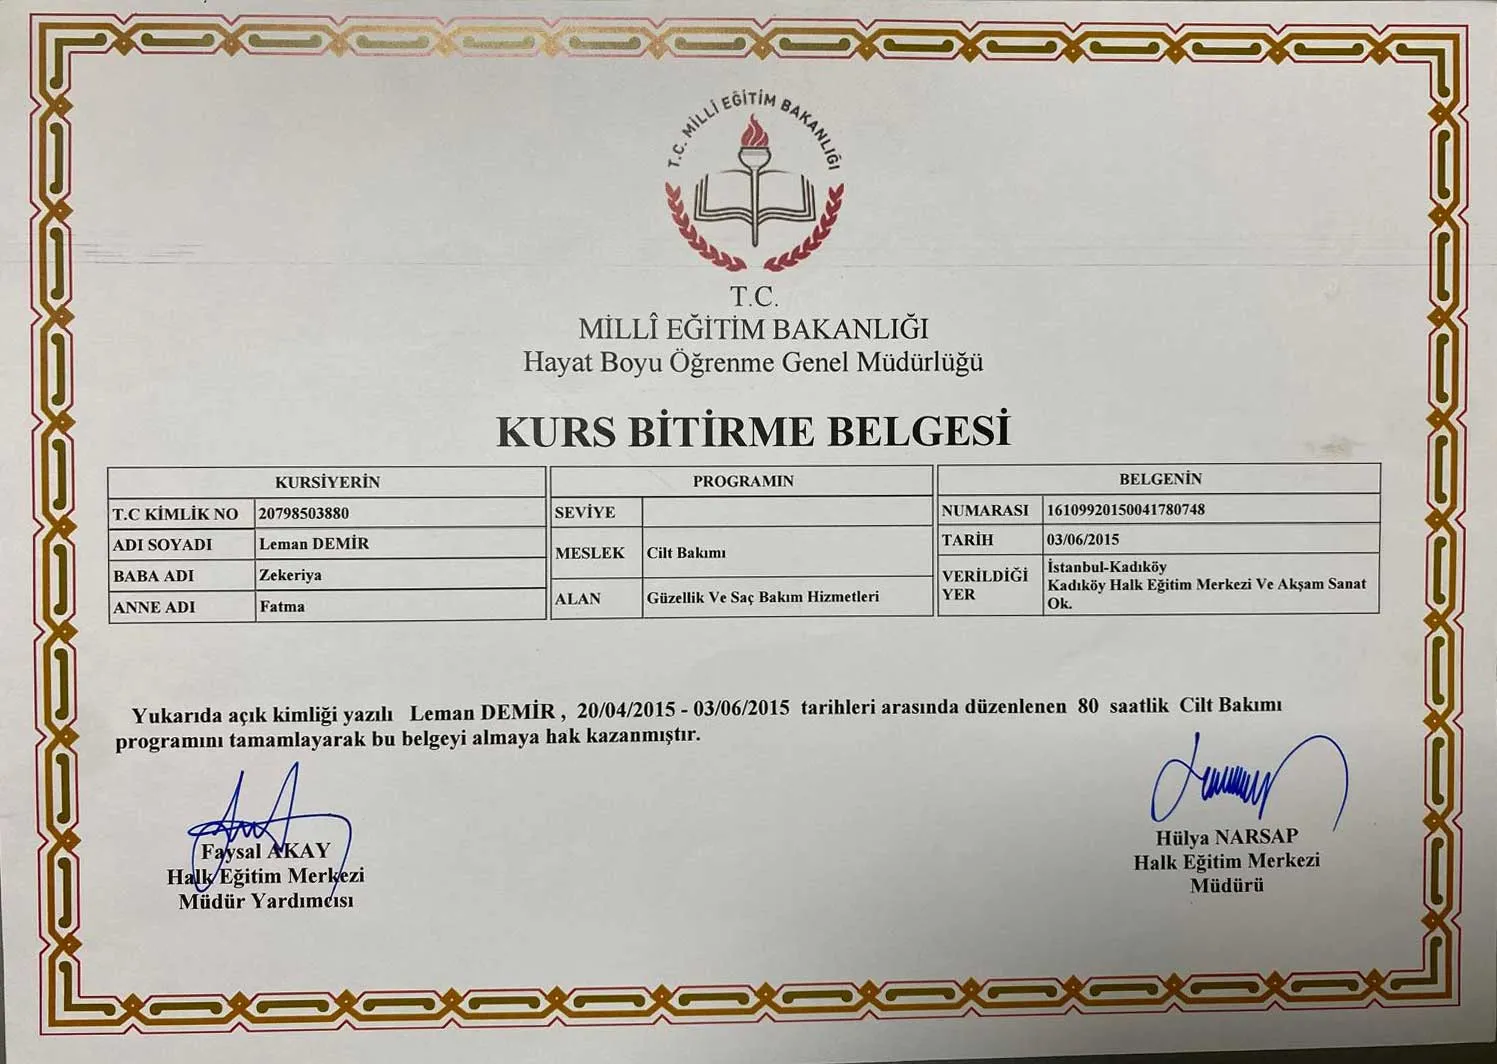 T.C. MİLLİ EĞİTİM BAKANLIĞI
T.C.
MİLLÎ EĞİTİM BAKANLIĞI
Hayat Boyu Öğrenme Genel Müdürlüğü
KURS BİTİRME BELGESİ
KURSİYERİN
T.C KİMLİK NO 20798503880
ADI SOYADI Leman DEMİR
BABA ADI Zekeriya
ANNE ADI Fatma
PROGRAMIN
SEVİYE
MESLEK Cilt Bakımı
ALAN Güzellik Ve Saç Bakım Hizmetleri
BELGENİN
NUMARASI 16109920150041780748
TARİH 03/06/2015
VERİLDİĞİ YER İstanbul-Kadıköy
Kadıköy Halk Eğitim Merkezi Ve Akşam Sanat
Ok.
Yukarıda açık kimliği yazılı Leman DEMİR , 20/04/2015 - 03/06/2015 tarihleri arasında düzenlenen 80 saatlik Cilt Bakımı
programını tamamlayarak bu belgeyi almaya hak kazanmıştır.
Faysal AKAY
Halk Eğitim Merkezi
Müdür Yardımcısı
Hülya NARSAP
Halk Eğitim Merkezi
Müdürü